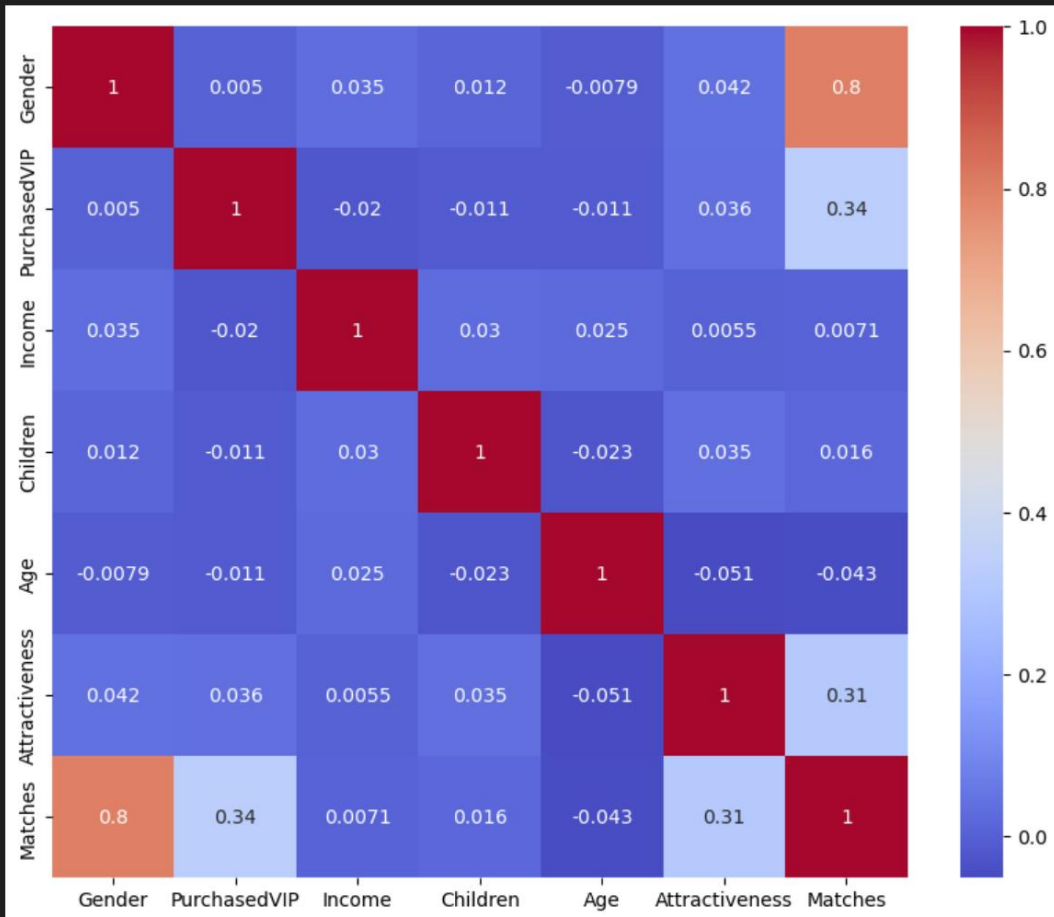 Gender 1 0.005 0.035 0.012 -0.0079 0.042 0.8
PurchasedVIP 0.005 1 -0.02 -0.011 -0.011 0.036 0.34
Income 0.035 -0.02 1 0.03 0.025 0.0055 0.0071
Children 0.012 -0.011 0.03 1 -0.023 0.035 0.016
Age -0.0079 -0.011 0.025 -0.023 1 -0.051 -0.043
Attractiveness 0.042 0.036 0.0055 0.035 -0.051 1 0.31
Matches 0.8 0.34 0.0071 0.016 -0.043 0.31 1
Gender PurchasedVIP Income Children Age Attractiveness Matches
1.0
0.8
0.6
0.4
0.2
0.0